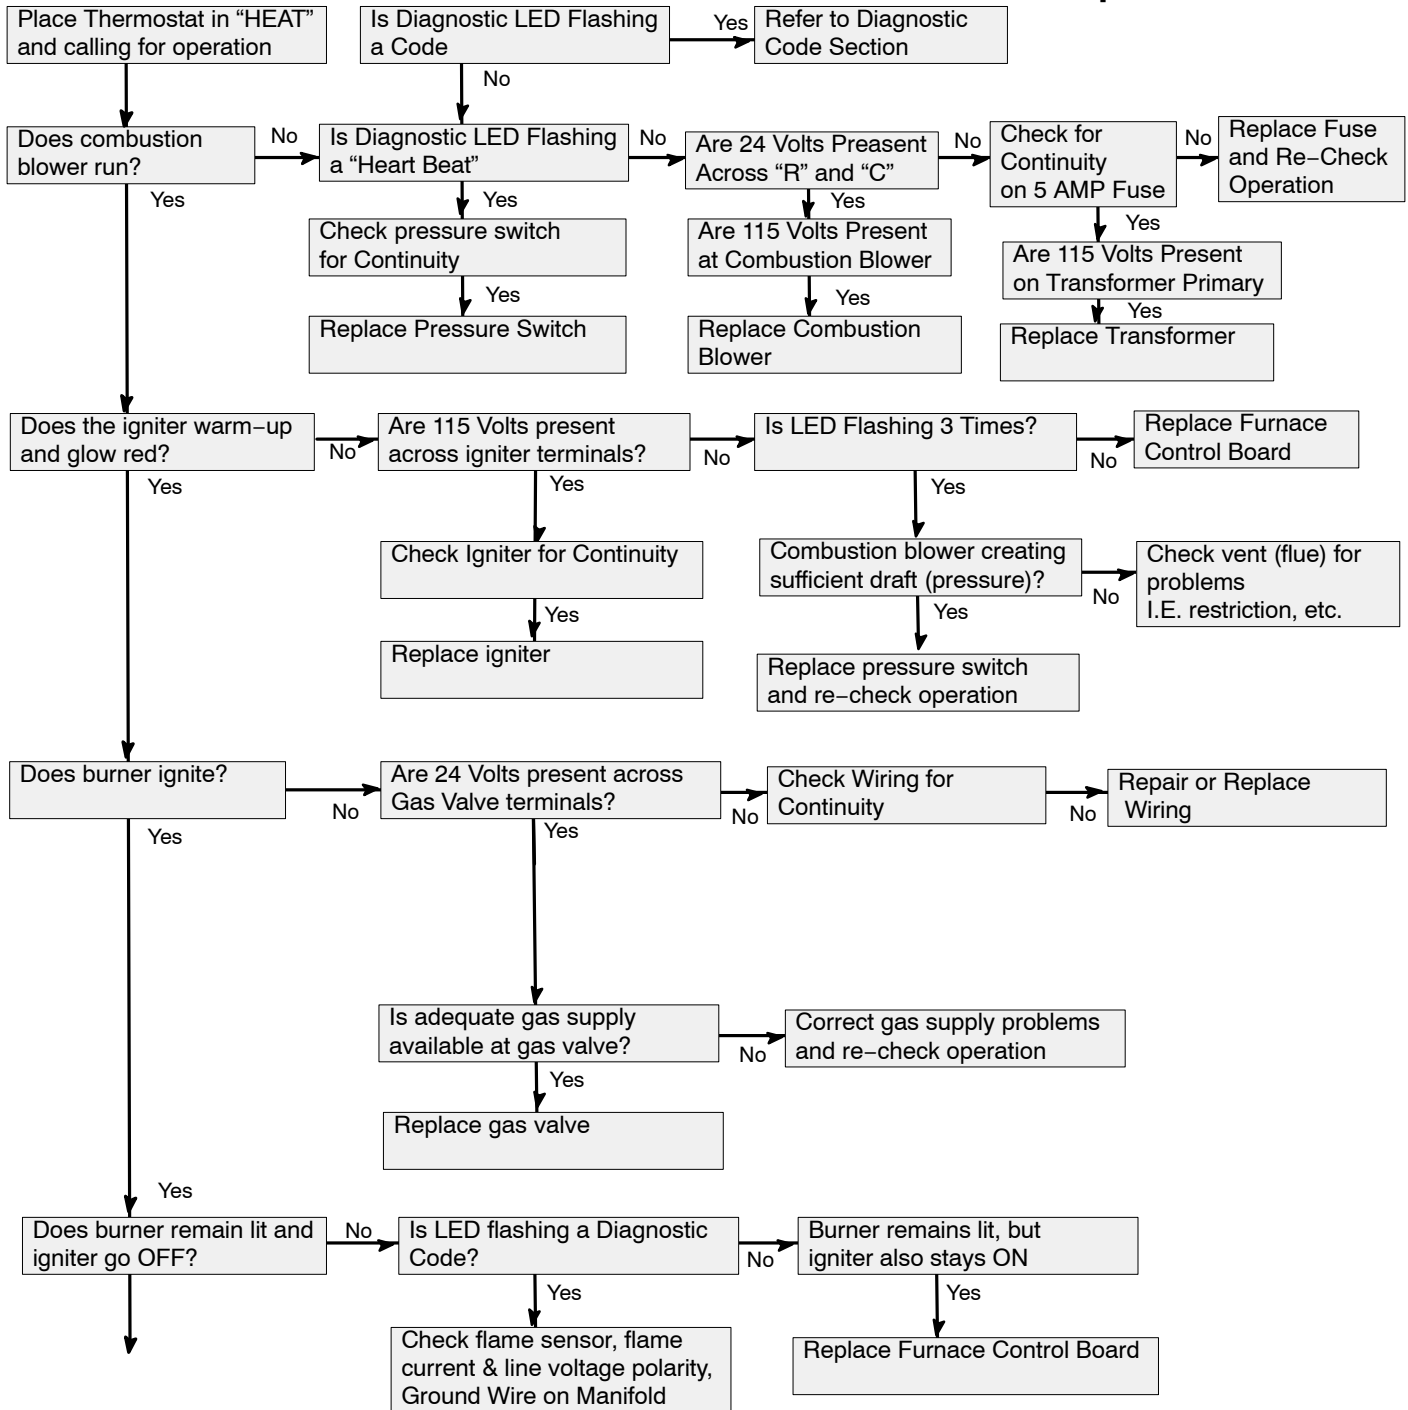 Place Thermostat in “HEAT”
and calling for operation
Is Diagnostic LED Flashing
a Code
Yes
Refer to Diagnostic
Code Section
No
Does combustion
blower run?
No
Is Diagnostic LED Flashing
a “Heart Beat”
No
Are 24 Volts Preasent
Across “R” and “C”
No
Check for
Continuity
on 5 AMP Fuse
No
Replace Fuse
and Re−Check
Operation
Yes
Yes
Yes
Yes
Check pressure switch
for Continuity
Are 115 Volts Present
at Combustion Blower
Are 115 Volts Present
on Transformer Primary
Yes
Yes
Yes
Replace Pressure Switch
Replace Combustion
Blower
Replace Transformer
Does the igniter warm−up
and glow red?
No
Are 115 Volts present
across igniter terminals?
No
Is LED Flashing 3 Times?
No
Replace Furnace
Control Board
Yes
Yes
Yes
Check Igniter for Continuity
Combustion blower creating
sufficient draft (pressure)?
No
Check vent (flue) for
problems
I.E. restriction, etc.
Yes
Yes
Replace igniter
Replace pressure switch
and re−check operation
Does burner ignite?
No
Are 24 Volts present across
Gas Valve terminals?
No
Check Wiring for
Continuity
No
Repair or Replace
Wiring
Yes
Yes
Is adequate gas supply
available at gas valve?
No
Correct gas supply problems
and re−check operation
Yes
Replace gas valve
Yes
Does burner remain lit and
igniter go OFF?
No
Is LED flashing a Diagnostic
Code?
No
Burner remains lit, but
igniter also stays ON
Yes
Yes
Check flame sensor, flame
current & line voltage polarity,
Ground Wire on Manifold
Replace Furnace Control Board